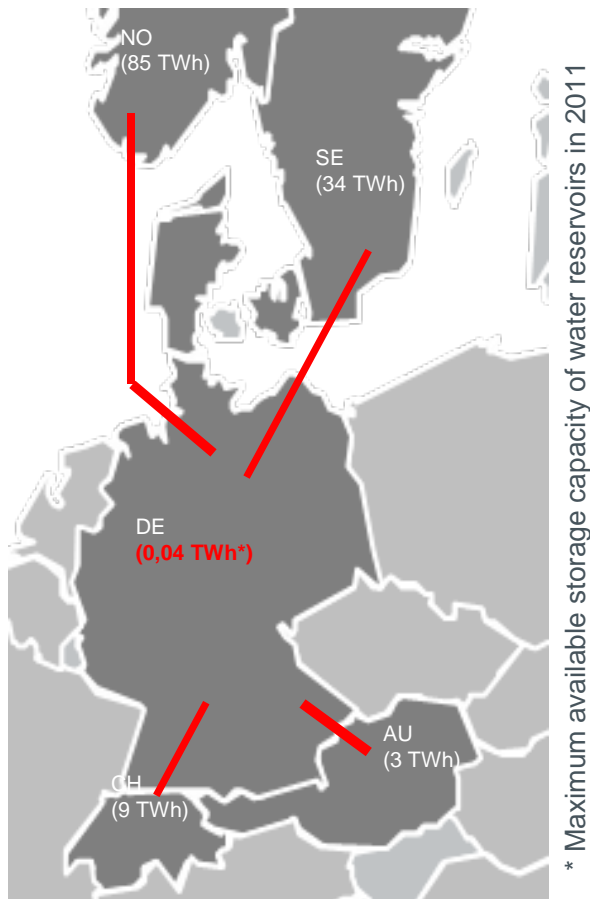 NO
(85 TWh)
SE
(34 TWh)
DE
(0,04 TWh*)
AU
(3 TWh)
CH
(9 TWh)
* Maximum available storage capacity of water reservoirs in 2011